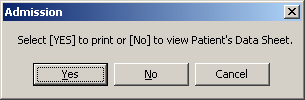 Admission
Select [YES] to print or [No] to view Patient's Data Sheet.
Yes
No
Cancel